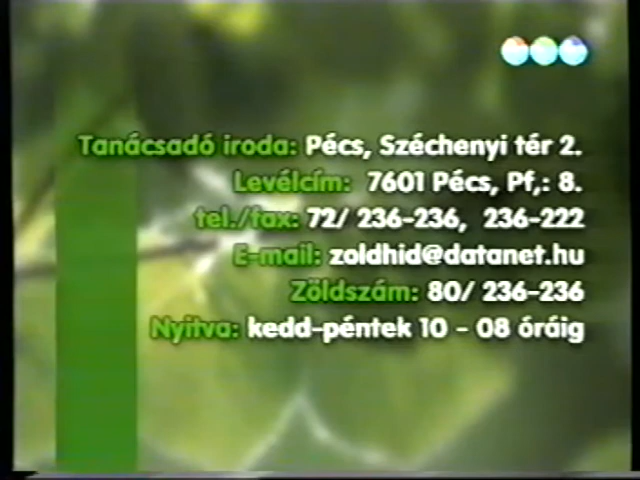 Tanácsadó iroda: Pécs, Széchenyi tér 2.
Levélcím: 7601 Pécs, Pf,: 8.
tel./fax: 72/ 236-236, 236-222
E-mail: zoldhid@datanet.hu
Zöldszám: 80/ 236-236
Nyitva: kedd-péntek 10 - 08 óráig